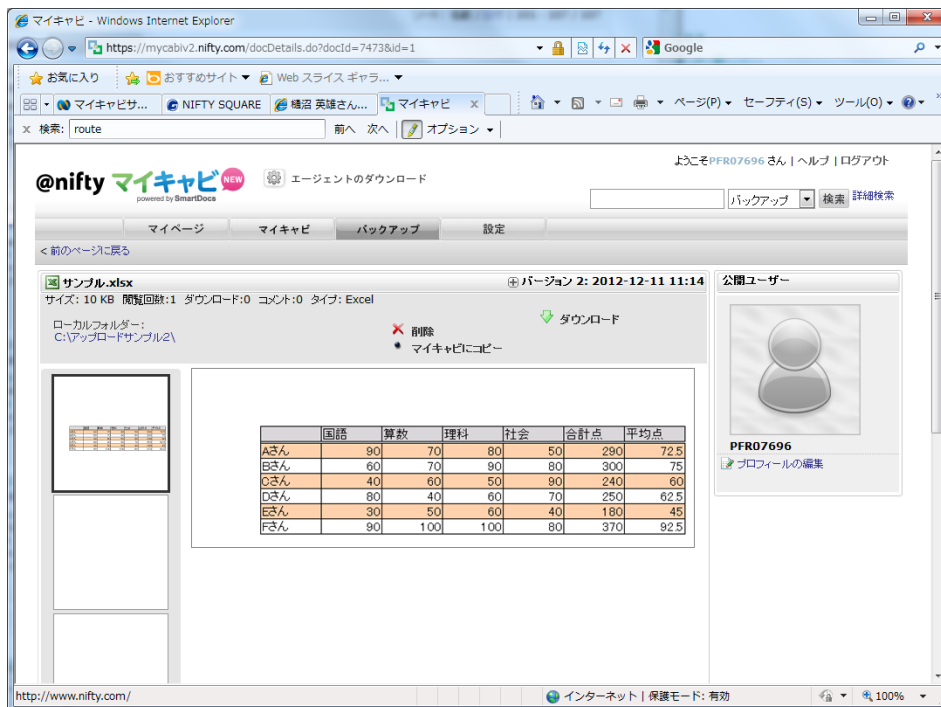 マイキャビ - Windows Internet Explorer
https://mycabiv2.nifty.com/docDetails.do?docId=7473&id=1
Google
お気に入り おすすめサイト ▼ Web スライス ギャラ... ▼
マイキャビサ... NIFTY SQUARE 英雄さん... マイキャビ x ページ(P) セーフティ(S) ツール(O)
x 検索: route 前へ 次へ オプション
ようこそPFR07696 さん | ヘルプ | ログアウト
@nifty マイキャビ NEW エージェントのダウンロード
powered by SmartDocs
バックアップ 検索 詳細検索
マイページ マイキャビ バックアップ 設定
< 前のページに戻る
サンプル.xlsx バージョン 2: 2012-12-11 11:14 公開ユーザー
サイズ: 10 KB 閲覧回数:1 ダウンロード:0 コメント:0 タイプ: Excel
ローカルフォルダー:
C:\アップロードサンプル2\
削除
マイキャビにコピー
ダウンロード
国語 算数 理科 社会 合計点 平均点
Aさん 90 70 80 50 290 72.5
Bさん 60 70 90 80 300 75
Cさん 40 60 50 90 240 60
Dさん 80 40 60 70 250 62.5
Eさん 30 50 60 40 180 45
Fさん 90 100 100 80 370 92.5
PFR07696
プロフィールの編集
http://www.nifty.com/ インターネット | 保護モード: 有効 100%